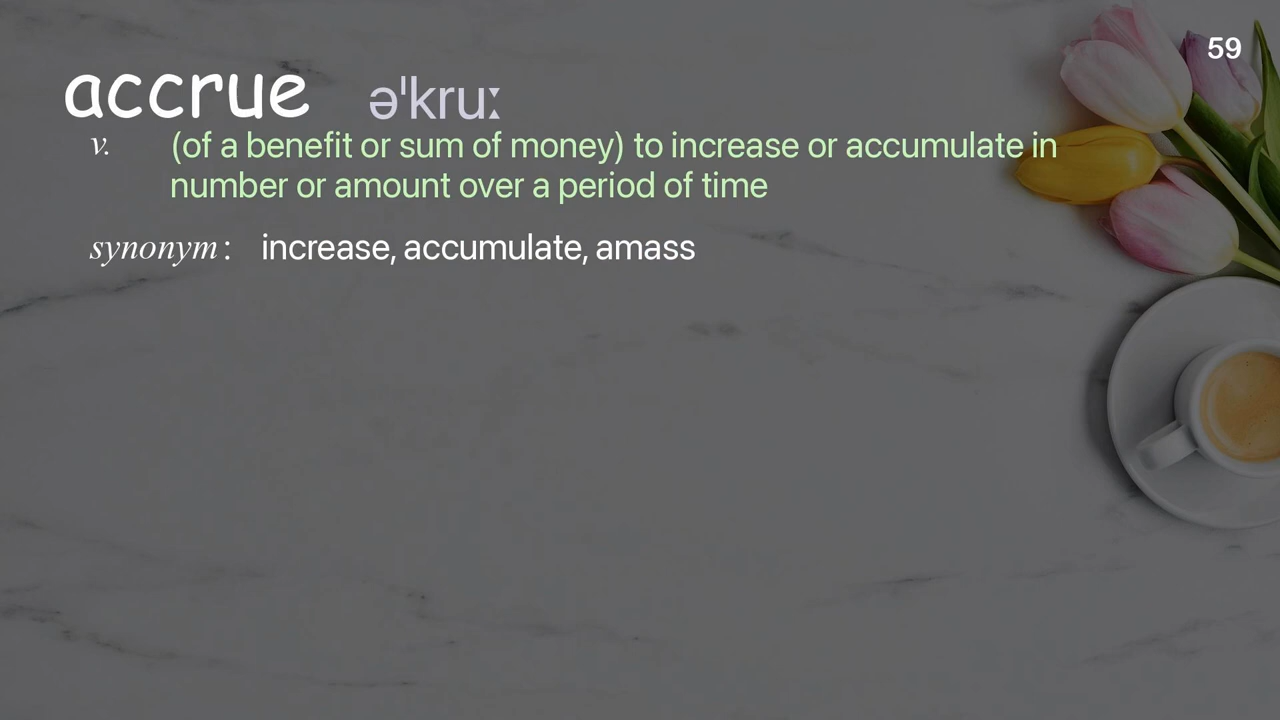 59
accrue əˈkruː
v. (of a benefit or sum of money) to increase or accumulate in
number or amount over a period of time
synonym : increase, accumulate, amass